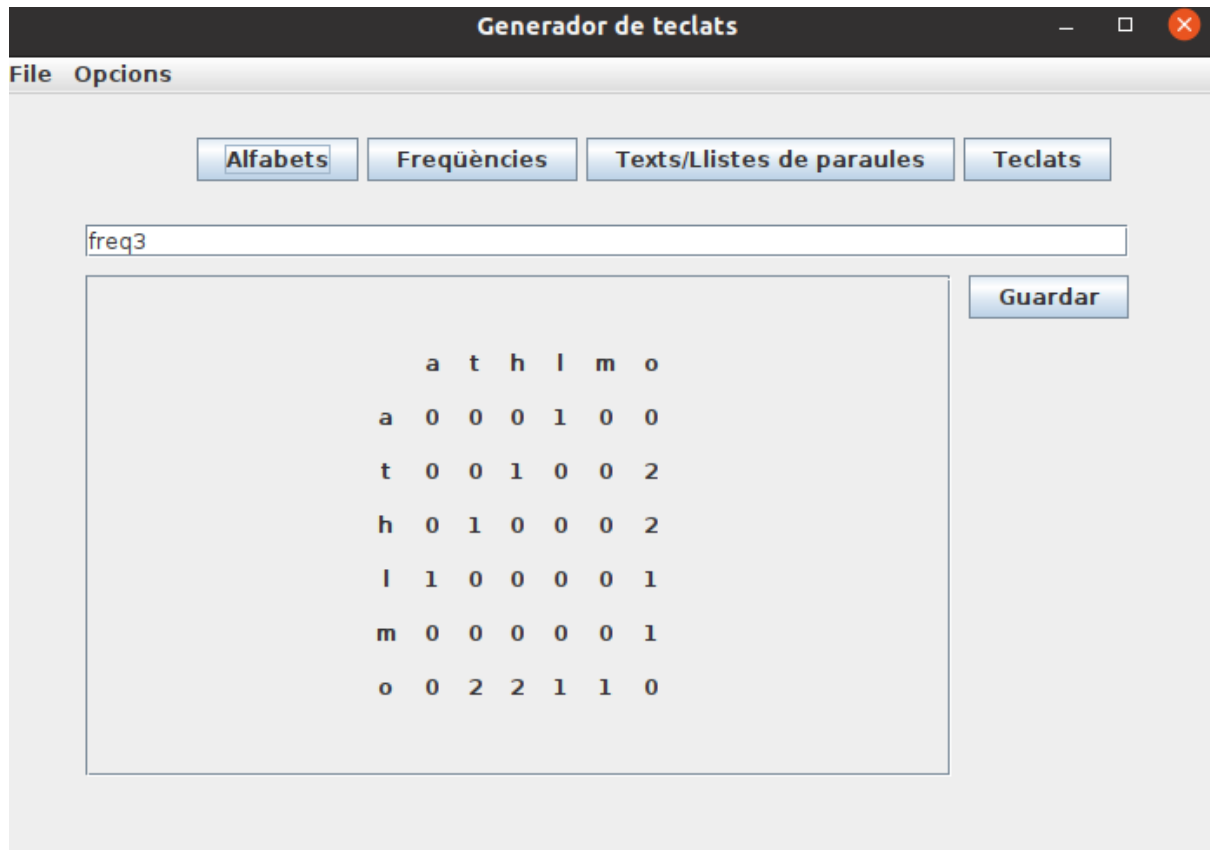 Generador de teclats
File Opcions
Alfabets Freqüències Texts/Llistes de paraules Teclats
freq3
Guardar
a t h l m o
a 0 0 0 1 0 0
t 0 0 1 0 0 2
h 0 1 0 0 0 2
l 1 0 0 0 0 1
m 0 0 0 0 0 1
o 0 2 2 1 1 0